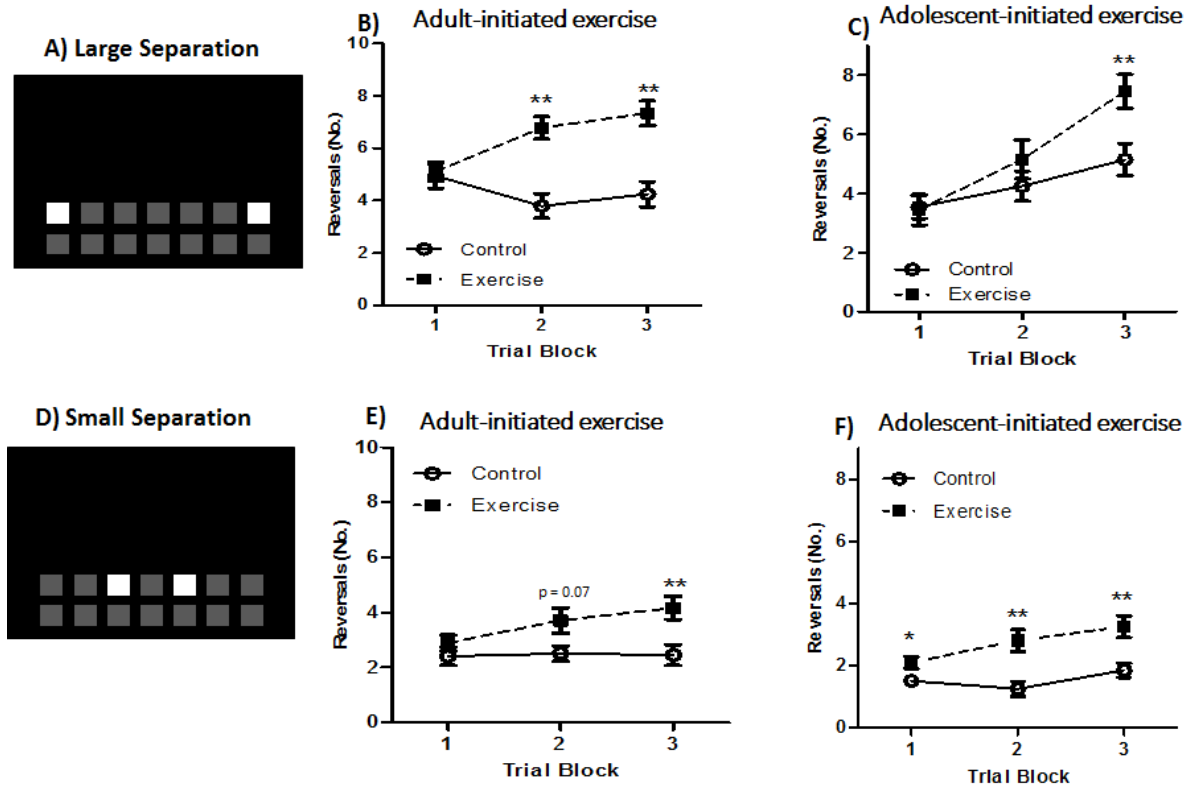 A) Large Separation
B) Adult-initiated exercise
10
8
6
4
2
0
Reversals (No.)
**
**
Control
Exercise
1 2 3
Trial Block
C) Adolescent-initiated exercise
8
6
4
2
0
Reversals (No.)
**
Control
Exercise
1 2 3
Trial Block
D) Small Separation
E) Adult-initiated exercise
10
8
6
4
2
0
Reversals (No.)
Control
Exercise
p = 0.07
**
1 2 3
Trial Block
F) Adolescent-initiated exercise
8
6
4
2
0
Reversals (No.)
Control
Exercise
*
**
**
1 2 3
Trial Block